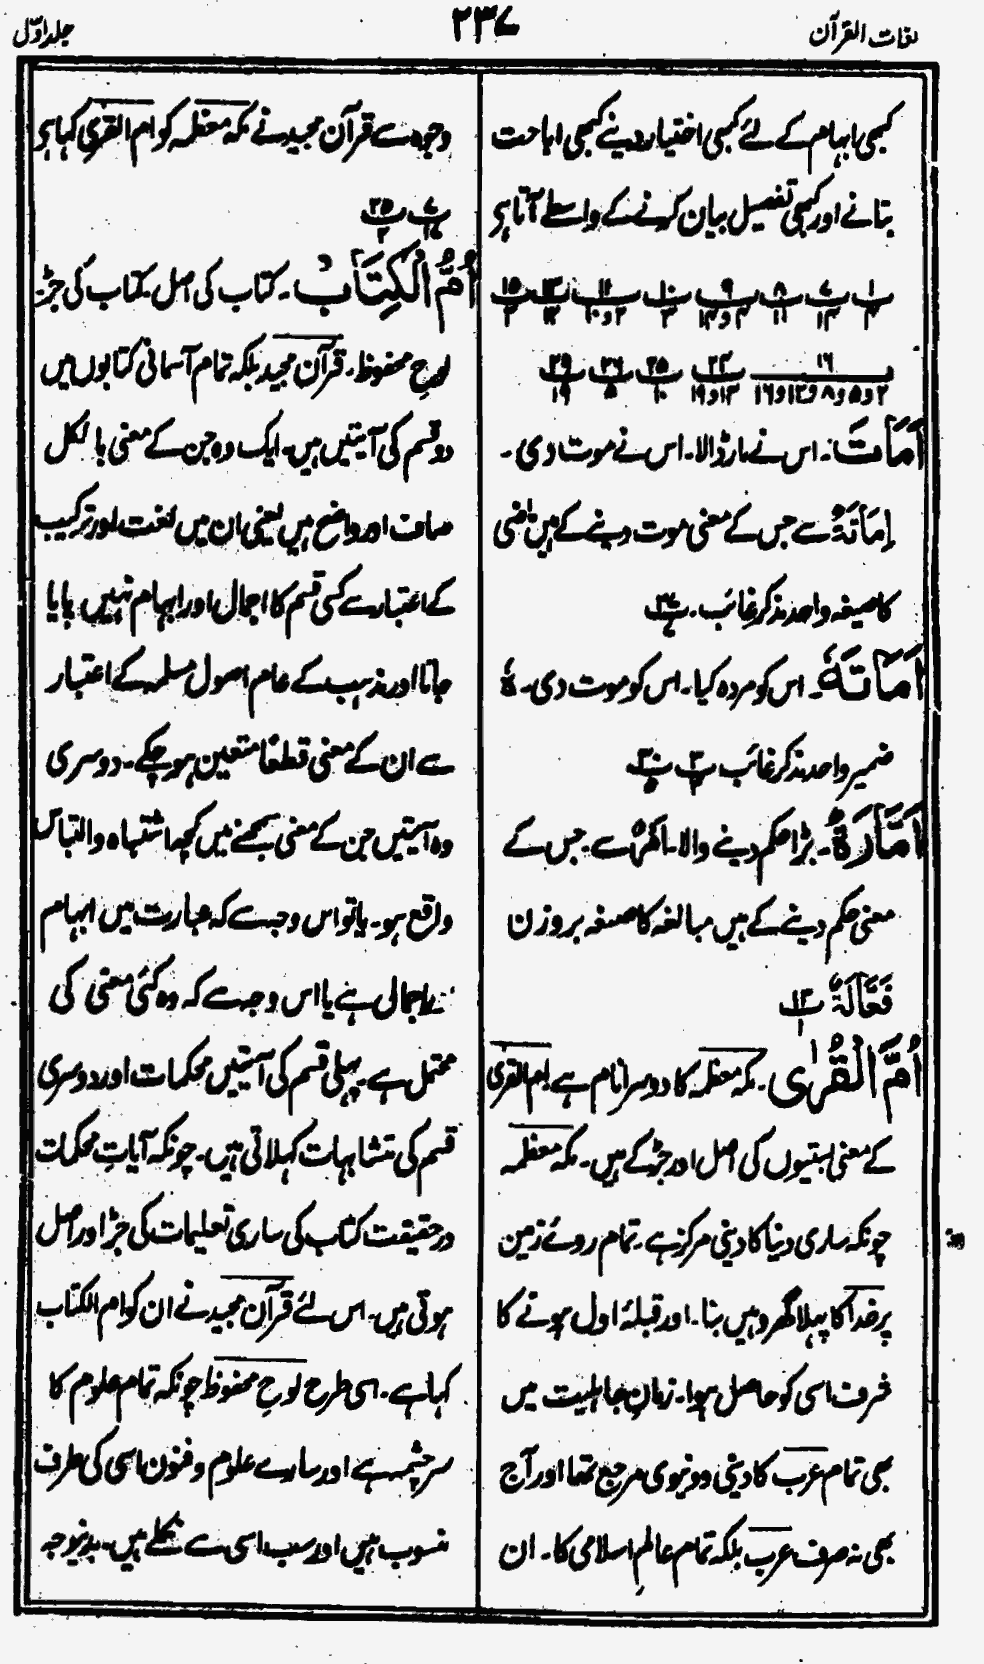 لغات القرآن
۲۳۷
جلد اوّل
کبھی ابہام کے لئے کبھی اختیار دینے کبھی اباحت
بتانے اور کبھی تفصیل بیان کرنے کے واسطے آتا ہر
اَمَاتَ۔ اس نے مار ڈالا۔ اس نے موت دی۔
اِمَاتَۃٌ سے جس کے معنی موت دینے کے ہیں ماضی
کا صیغہ واحد مذکر غائب۔
اَمَاتَہٗ۔ اس کو مردہ کیا۔ اس کو موت دی۔ ہٗ
ضمیر واحد مذکر غائب
اَمَّارَۃٌ۔ بڑا حکم دینے والا۔ اَمْرٌ سے جس کے
معنی حکم دینے کے ہیں مبالغہ کا صیغہ بروزن
فَعَّالَۃٌ
اُمَّ الْقُرٰی۔ مکہ معظمہ کا دوسرا نام ہے ام القریٰ
کے معنی بستیوں کی اصل اور جڑ کے ہیں۔ مکہ معظمہ
چونکہ ساری دنیا کا دینی مرکز ہے۔ تمام روئے زمین
پر خدا کا پہلا گھر وہیں بنا۔ اور قبلۂ اول ہونے کا
شرف اسی کو حاصل ہوا۔ زمانِ جاہلیت میں
بھی تمام عرب کا دینی و دنیوی مرجع تھا اور آج
بھی نہ صرف عرب بلکہ تمام عالمِ اسلامی کا۔ ان
وجوہ سے قرآن مجید نے مکہ معظمہ کو ام القریٰ کہا ہر
اُمُّ الْکِتَابِ۔ کتاب کی اصل۔ کتاب کی جڑ۔
لوحِ محفوظ۔ قرآن مجید بلکہ تمام آسمانی کتابوں میں
دو قسم کی آیتیں ہیں۔ ایک وہ جن کے معنی بالکل
صاف اور واضح ہیں یعنی ان میں لغت اور ترکیب
کے اعتبار سے کسی قسم کا اجمال اور ابہام نہیں پایا
جاتا اور مذہب کے عام اصول مسلمہ کے اعتبار
سے ان کے معنی قطعًا متعین ہو چکے۔ دوسری
وہ آیتیں جن کے معنی سمجھنے میں کچھ اشتباہ والتباس
واقع ہو۔ یا تو اس وجہ سے کہ عبارت میں ابہام
و اجمال ہے یا اس وجہ سے کہ وہ کئی معنی کی
محتمل ہے۔ پہلی قسم کی آیتیں محکمات اور دوسری
قسم کی متشابہات کہلاتی ہیں۔ چونکہ آیاتِ محکمات
در حقیقت کتاب کی ساری تعلیمات کی جڑ اور اصل
ہوتی ہیں۔ اس لئے قرآن مجید نے ان کو ام الکتاب
کہا ہے۔ اسی طرح لوحِ محفوظ چونکہ تمام علوم کا
سرچشمہ ہے اور سارے علوم و فنون اسی کی طرف
منسوب ہیں اور سب اسی سے نکلے ہیں۔ بدینوجہ